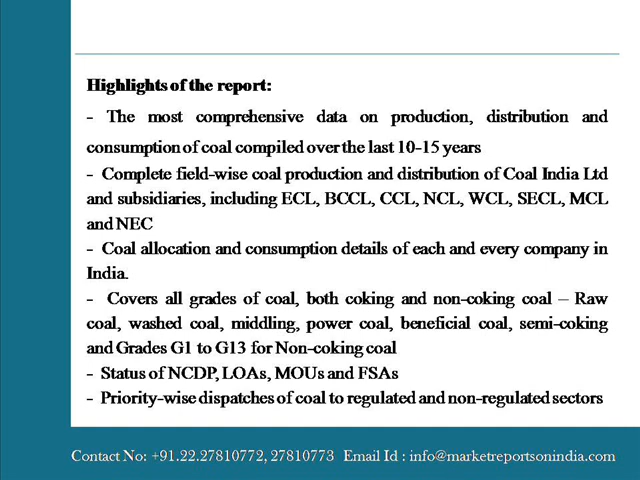 Highlights of the report:
- The most comprehensive data on production, distribution and
consumption of coal compiled over the last 10-15 years
- Complete field-wise coal production and distribution of Coal India Ltd
and subsidiaries, including ECL, BCCL, CCL, NCL, WCL, SECL, MCL
and NEC
- Coal allocation and consumption details of each and every company in
India.
- Covers all grades of coal, both coking and non-coking coal – Raw
coal, washed coal, middling, power coal, beneficial coal, semi-coking
and Grades G1 to G13 for Non-coking coal
- Status of NCDP, LOAs, MOUs and FSAs
- Priority-wise dispatches of coal to regulated and non-regulated sectors
Contact No: +91.22.27810772, 27810773 Email Id : info@marketreportsonindia.com